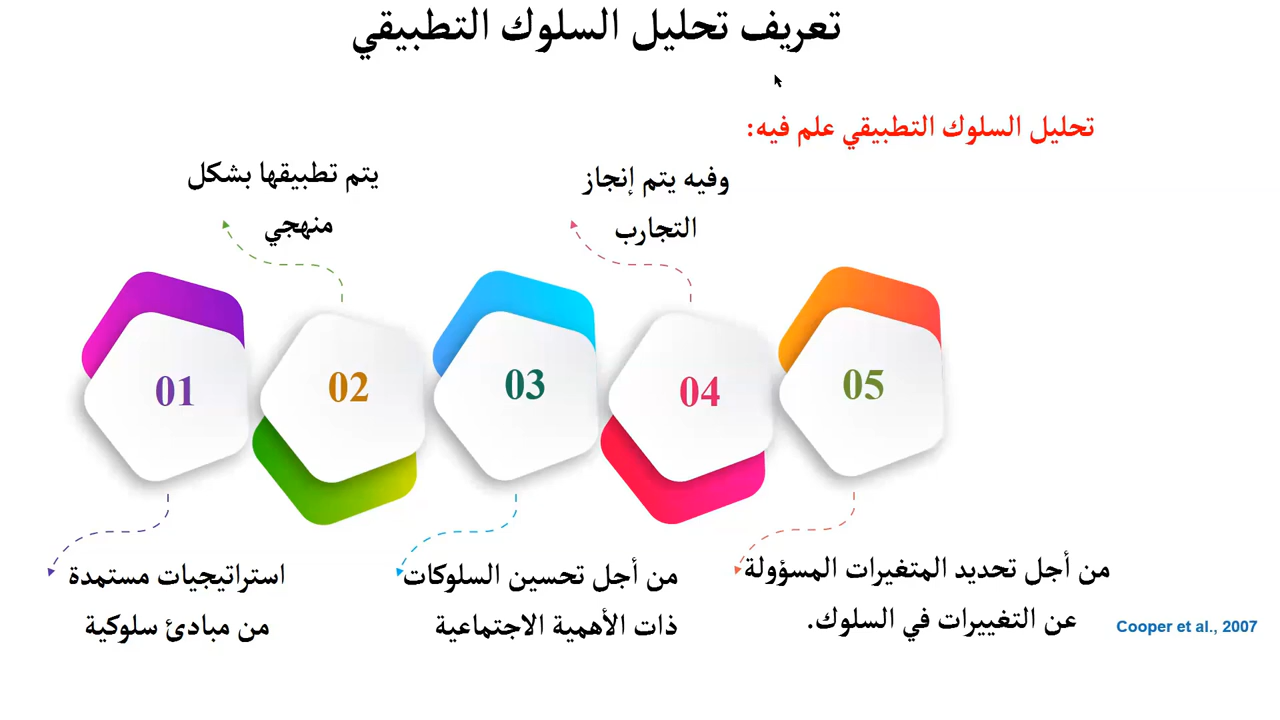 تعريف تحليل السلوك التطبيقي
تحليل السلوك التطبيقي علم فيه:
01
استراتيجيات مستمدة
من مبادئ سلوكية
02
يتم تطبيقها بشكل
منهجي
03
من أجل تحسين السلوكات
ذات الأهمية الاجتماعية
04
وفيه يتم إنجاز
التجارب
05
من أجل تحديد المتغيرات المسؤولة
عن التغييرات في السلوك.
Cooper et al., 2007